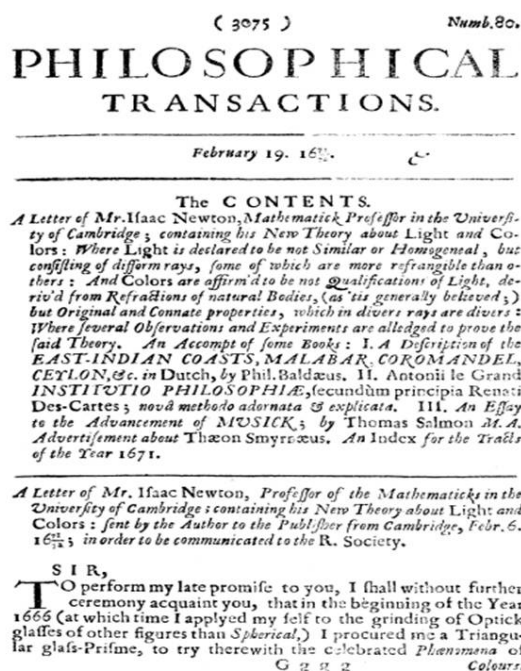 ( 3075 ) Numb.80.
PHILOSOPHICAL
TRANSACTIONS.
February 19. 167½.
The CONTENTS.
A Letter of Mr. Iſaac Newton, Mathematick Profeſſor in the Univerſi-
ty of Cambridge; containing his New Theory about Light and Co-
lors: Where Light is declared to be not Similar or Homogeneal, but
conſiſting of difform rays, ſome of which are more refrangible than o-
thers: And Colors are affirm'd to be not Qualifications of Light, de-
riv'd from Refractions of natural Bodies, (as 'tis generally believed;)
but Original and Connate properties, which in divers rays are divers:
Where ſeveral Obſervations and Experiments are alledged to prove the
ſaid Theory. An Accompt of ſome Books: I. A Deſcription of the
EAST-INDIAN COASTS, MALABAR, COROMANDEL,
CEYLON, &c. in Dutch, by Phil. Baldæus. II. Antonii le Grand
INSTITVTIO PHILOSOPHIÆ, ſecundùm principia Renati
Des-Cartes; novâ methodo adornata & explicata. III. An Eſſay
to the Advancement of MVSICK; by Thomas Salmon M. A.
Advertiſement about Thæon Smyrnæus. An Index for the Tracts
of the Year 1671.
A Letter of Mr. Iſaac Newton, Profeſſor of the Mathematicks in the
Univerſity of Cambridge; containing his New Theory about Light and
Colors: ſent by the Author to the Publiſher from Cambridge, Febr. 6.
167½; in order to be communicated to the R. Society.
SIR,
TO perform my late promiſe to you, I ſhall without further
ceremony acquaint you, that in the beginning of the Year
1666 (at which time I applyed my ſelf to the grinding of Optick
glaſſes of other figures than Spherical,) I procured me a Triangu-
lar glaſs-Priſme, to try therewith the celebrated Phænomena of
G g g 2 Colours.